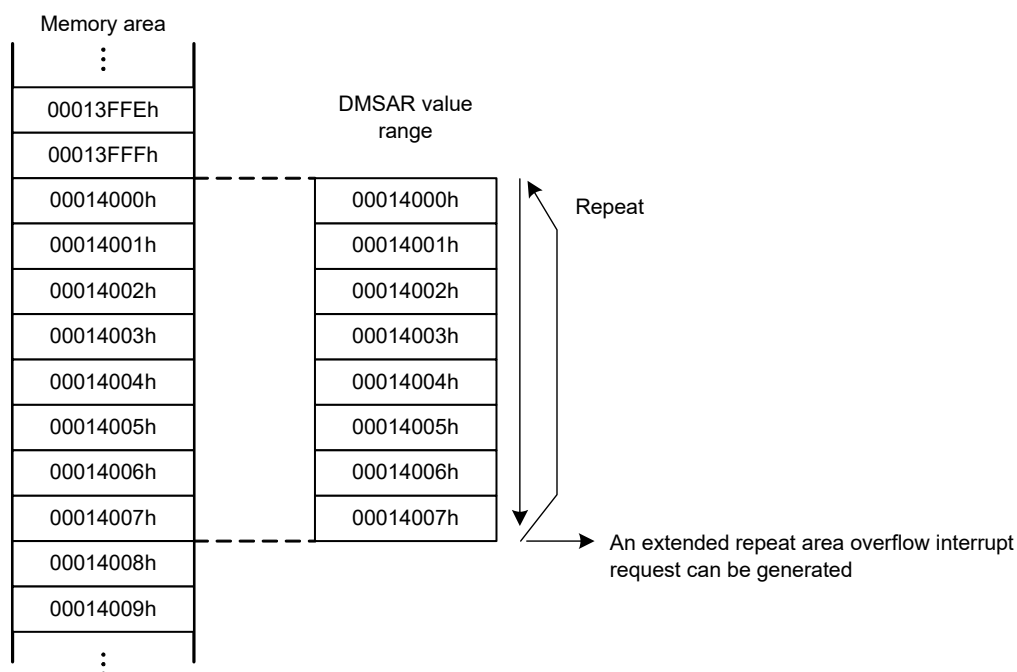 Memory area
⋮
00013FFEh
00013FFFh
00014000h
00014001h
00014002h
00014003h
00014004h
00014005h
00014006h
00014007h
00014008h
00014009h
⋮
DMSAR value
range
00014000h
00014001h
00014002h
00014003h
00014004h
00014005h
00014006h
00014007h
Repeat
An extended repeat area overflow interrupt
request can be generated